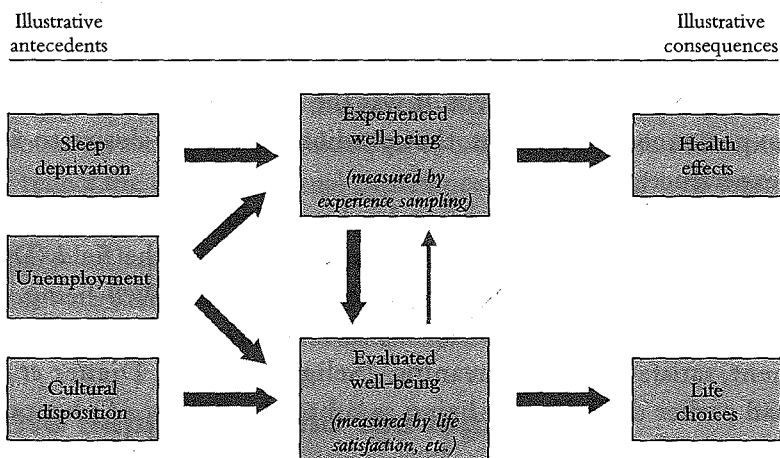 Illustrative
antecedents
Illustrative
consequences
Sleep
deprivation
Experienced
well-being
(measured by
experience sampling)
Health
effects
Unemployment
Cultural
disposition
Evaluated
well-being
(measured by life
satisfaction, etc.)
Life
choices